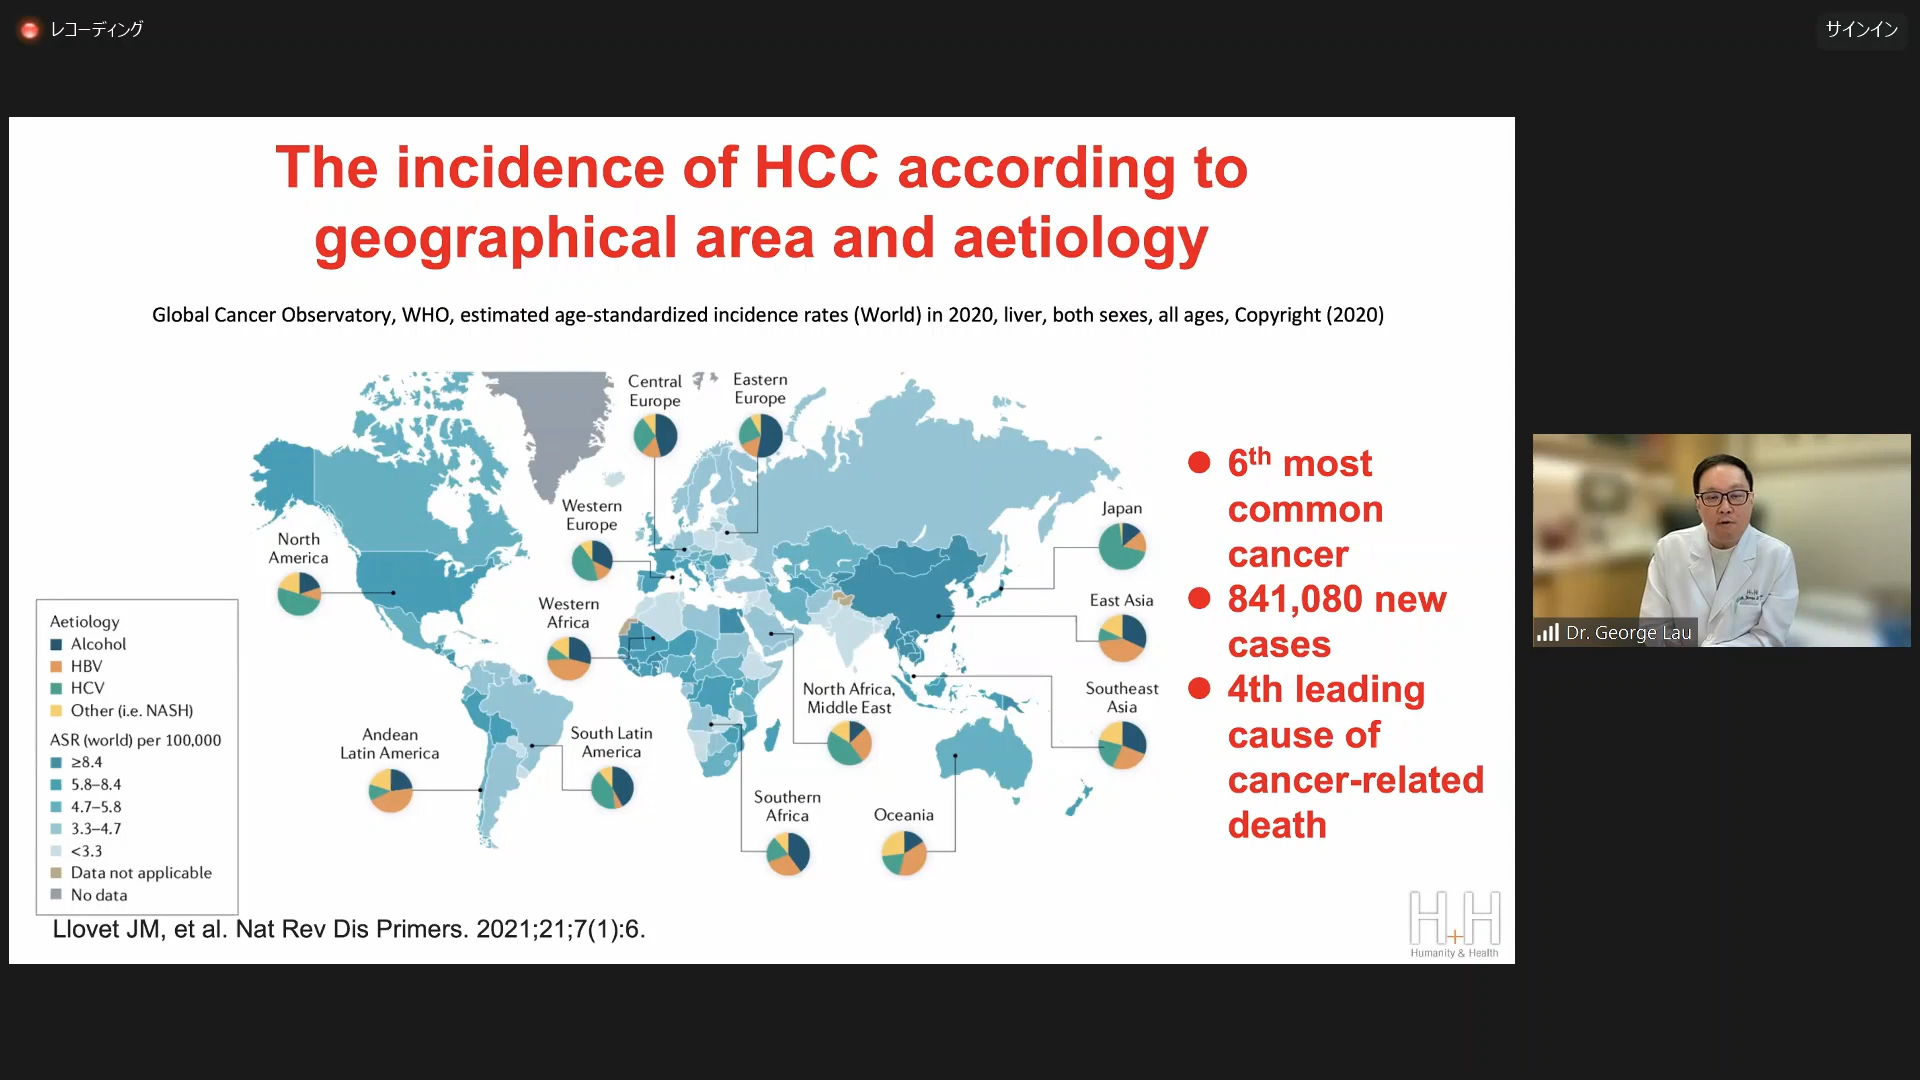 レコーディング
サインイン
The incidence of HCC according to
geographical area and aetiology
Global Cancer Observatory, WHO, estimated age-standardized incidence rates (World) in 2020, liver, both sexes, all ages, Copyright (2020)
Central
Europe
Eastern
Europe
Western
Europe
Japan
North
America
Western
Africa
East Asia
North Africa,
Middle East
Southeast
Asia
Andean
Latin America
South Latin
America
Southern
Africa
Oceania
Aetiology
Alcohol
HBV
HCV
Other (i.e. NASH)
ASR (world) per 100,000
≥8.4
5.8–8.4
4.7–5.8
3.3–4.7
<3.3
Data not applicable
No data
6th most
common
cancer
841,080 new
cases
4th leading
cause of
cancer-related
death
Llovet JM, et al. Nat Rev Dis Primers. 2021;21;7(1):6.
H+H
Humanity & Health
Dr. George Lau